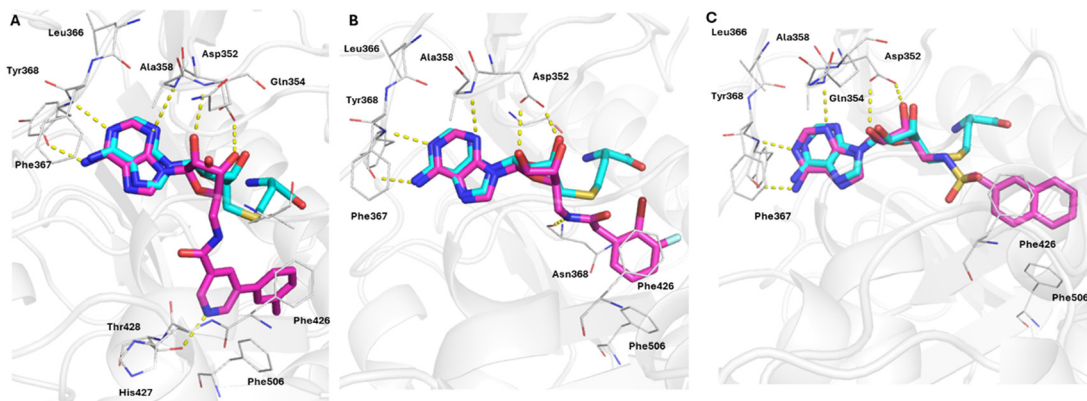 A
Leu366
Asp352
Ala358
Gln354
Tyr368
Phe367
Thr428
Phe426
Phe506
His427
B
Leu366
Ala358
Asp352
Tyr368
Phe367
Asn368
Phe426
Phe506
C
Leu366
Ala358
Asp352
Tyr368
Gln354
Phe367
Phe426
Phe506